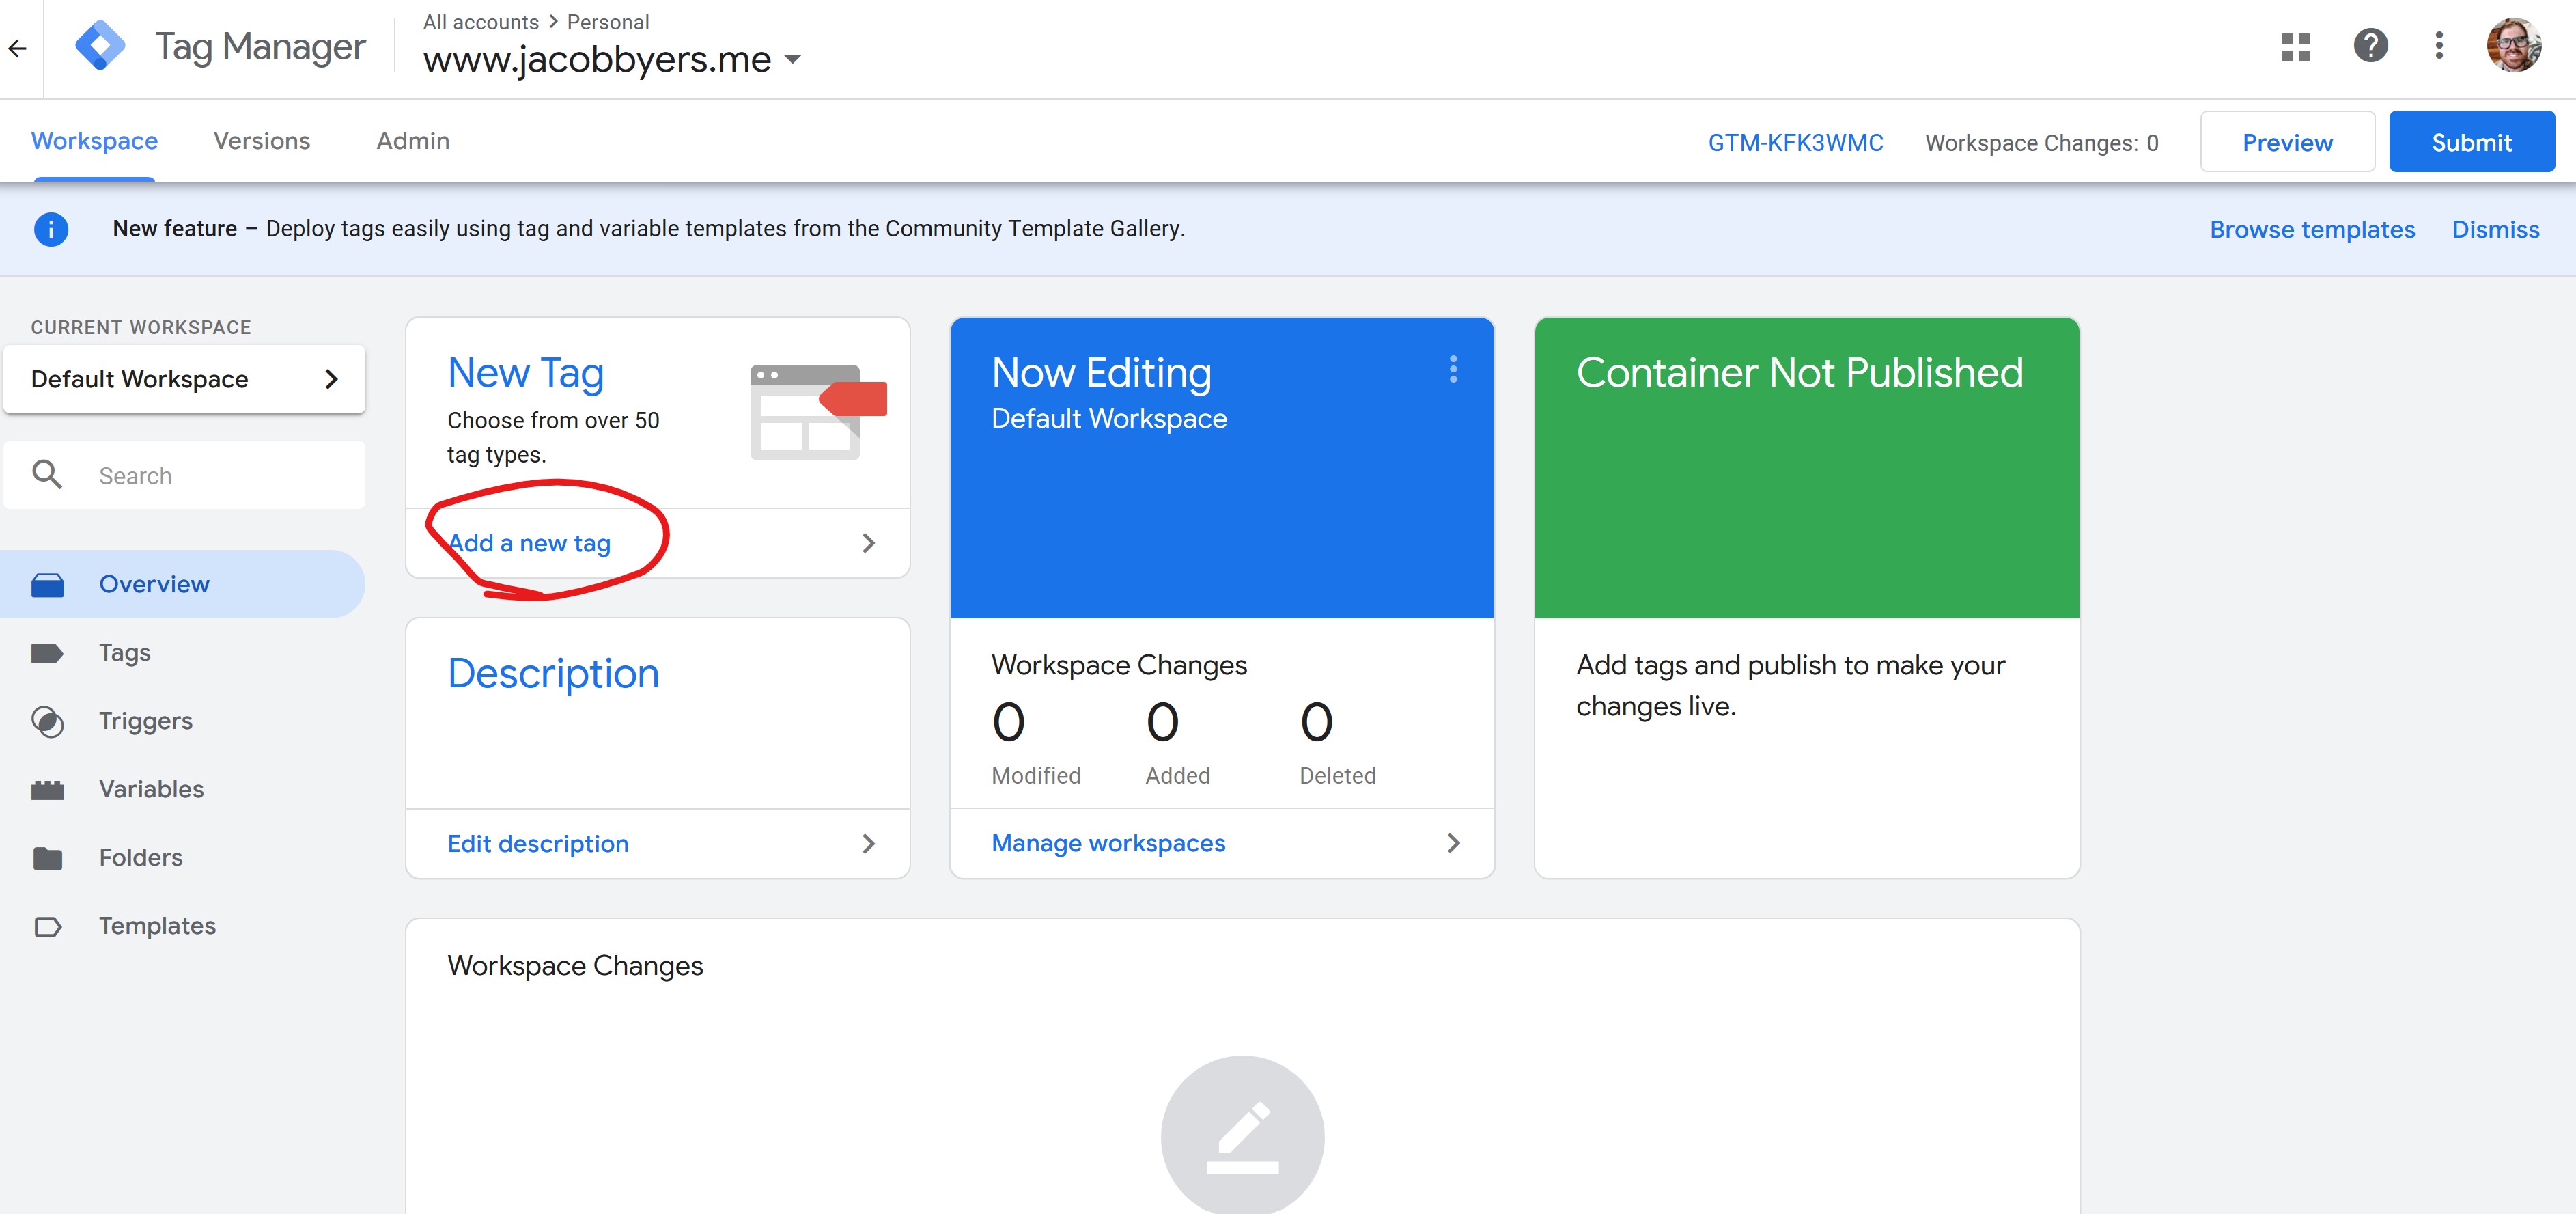 All accounts > Personal
Tag Manager
www.jacobbyers.me
Workspace
Versions
Admin
GTM-KFK3WMC
Workspace Changes: 0
Preview
Submit
New feature – Deploy tags easily using tag and variable templates from the Community Template Gallery.
Browse templates
Dismiss
CURRENT WORKSPACE
Default Workspace
Search
Overview
Tags
Triggers
Variables
Folders
Templates
New Tag
Choose from over 50
tag types.
Add a new tag
Description
Edit description
Now Editing
Default Workspace
Workspace Changes
0 0 0
Modified Added Deleted
Manage workspaces
Container Not Published
Add tags and publish to make your
changes live.
Workspace Changes